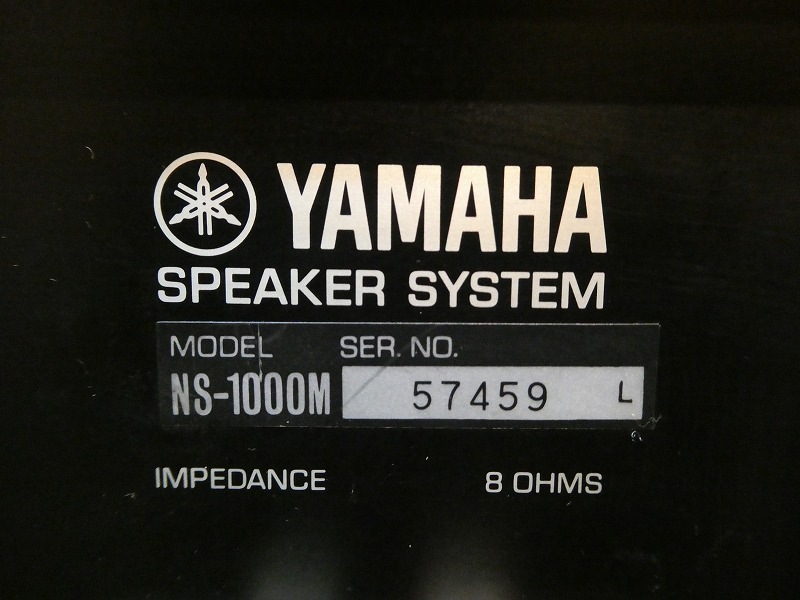 YAMAHA
SPEAKER SYSTEM
MODEL SER. NO.
NS-1000M 57459 L
IMPEDANCE 8 OHMS